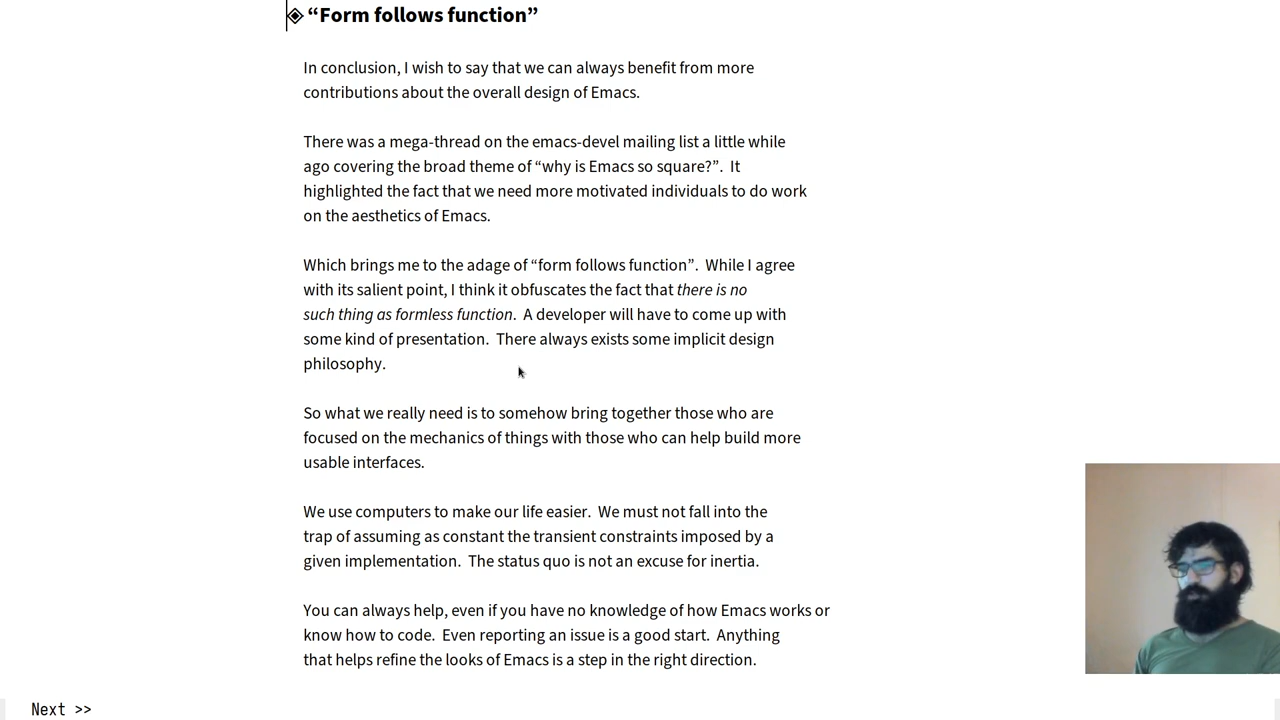 “Form follows function”
In conclusion, I wish to say that we can always benefit from more
contributions about the overall design of Emacs.
There was a mega-thread on the emacs-devel mailing list a little while
ago covering the broad theme of “why is Emacs so square?”.  It
highlighted the fact that we need more motivated individuals to do work
on the aesthetics of Emacs.
Which brings me to the adage of “form follows function”.  While I agree
with its salient point, I think it obfuscates the fact that there is no
such thing as formless function.  A developer will have to come up with
some kind of presentation.  There always exists some implicit design
philosophy.
So what we really need is to somehow bring together those who are
focused on the mechanics of things with those who can help build more
usable interfaces.
We use computers to make our life easier.  We must not fall into the
trap of assuming as constant the transient constraints imposed by a
given implementation.  The status quo is not an excuse for inertia.
You can always help, even if you have no knowledge of how Emacs works or
know how to code.  Even reporting an issue is a good start.  Anything
that helps refine the looks of Emacs is a step in the right direction.
Next >>